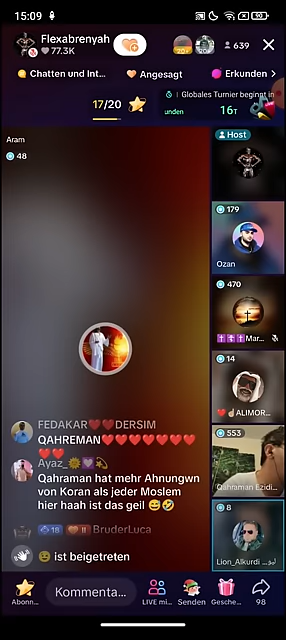 15:09
90
Flexabrenyah
77.3K
639
Chatten und Int...
Angesagt
Erkunden
17/20
Globales Turnier beginnt in
unden
16T
Aram
48
Host
179
Ozan
470
Mar...
14
ALIMOR...
553
Qahraman Ezidi...
8
Lion_Alkurdi
FEDAKAR❤️❤️DERSIM
QAHREMAN❤️❤️❤️❤️❤️❤️❤️❤️❤️
Ayaz_
Qahraman hat mehr Ahnungwn
von Koran als jeder Moslem
hier haah ist das geil 😅🤣
18 II BruderLuca
ist beigetreten
Abonn...
Kommenta...
LIVE mi...
Senden
Gesche...
98